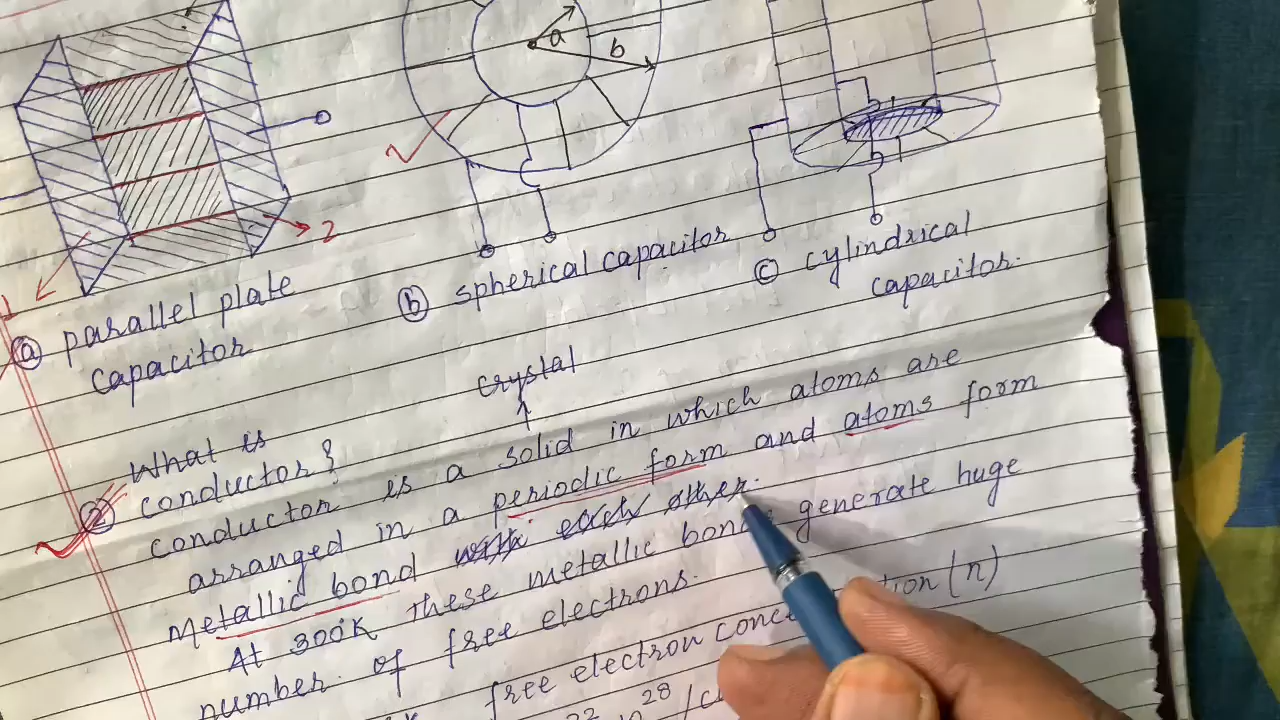 a
b
1
2
ⓐ parallel plate
capacitor
ⓑ spherical capacitor
ⓒ cylindrical
capacitor.
crystal
② What is
conductor?
conductor is a solid in which atoms are
arranged in a periodic form and atoms form
Metallic bond with each other.
At 300K These metallic bonds generate huge
number of free electrons.
free electron (n)
10²⁸